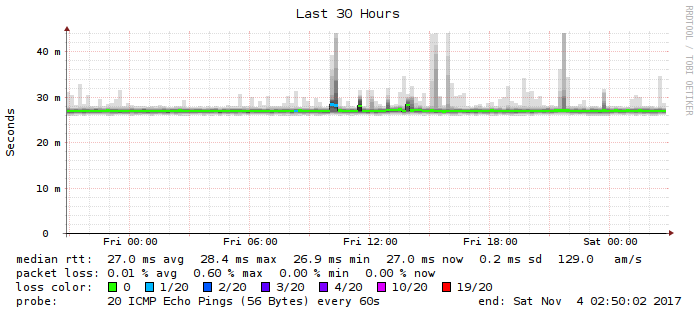 Last 30 Hours
RRDTOOL / TOBI OETIKER
Seconds
40 m
30 m
20 m
10 m
0
Fri 00:00 Fri 06:00 Fri 12:00 Fri 18:00 Sat 00:00
median rtt: 27.0 ms avg 28.4 ms max 26.9 ms min 27.0 ms now 0.2 ms sd 129.0 am/s
packet loss: 0.01 % avg 0.60 % max 0.00 % min 0.00 % now
loss color: 0 1/20 2/20 3/20 4/20 10/20 19/20
probe: 20 ICMP Echo Pings (56 Bytes) every 60s end: Sat Nov 4 02:50:02 2017